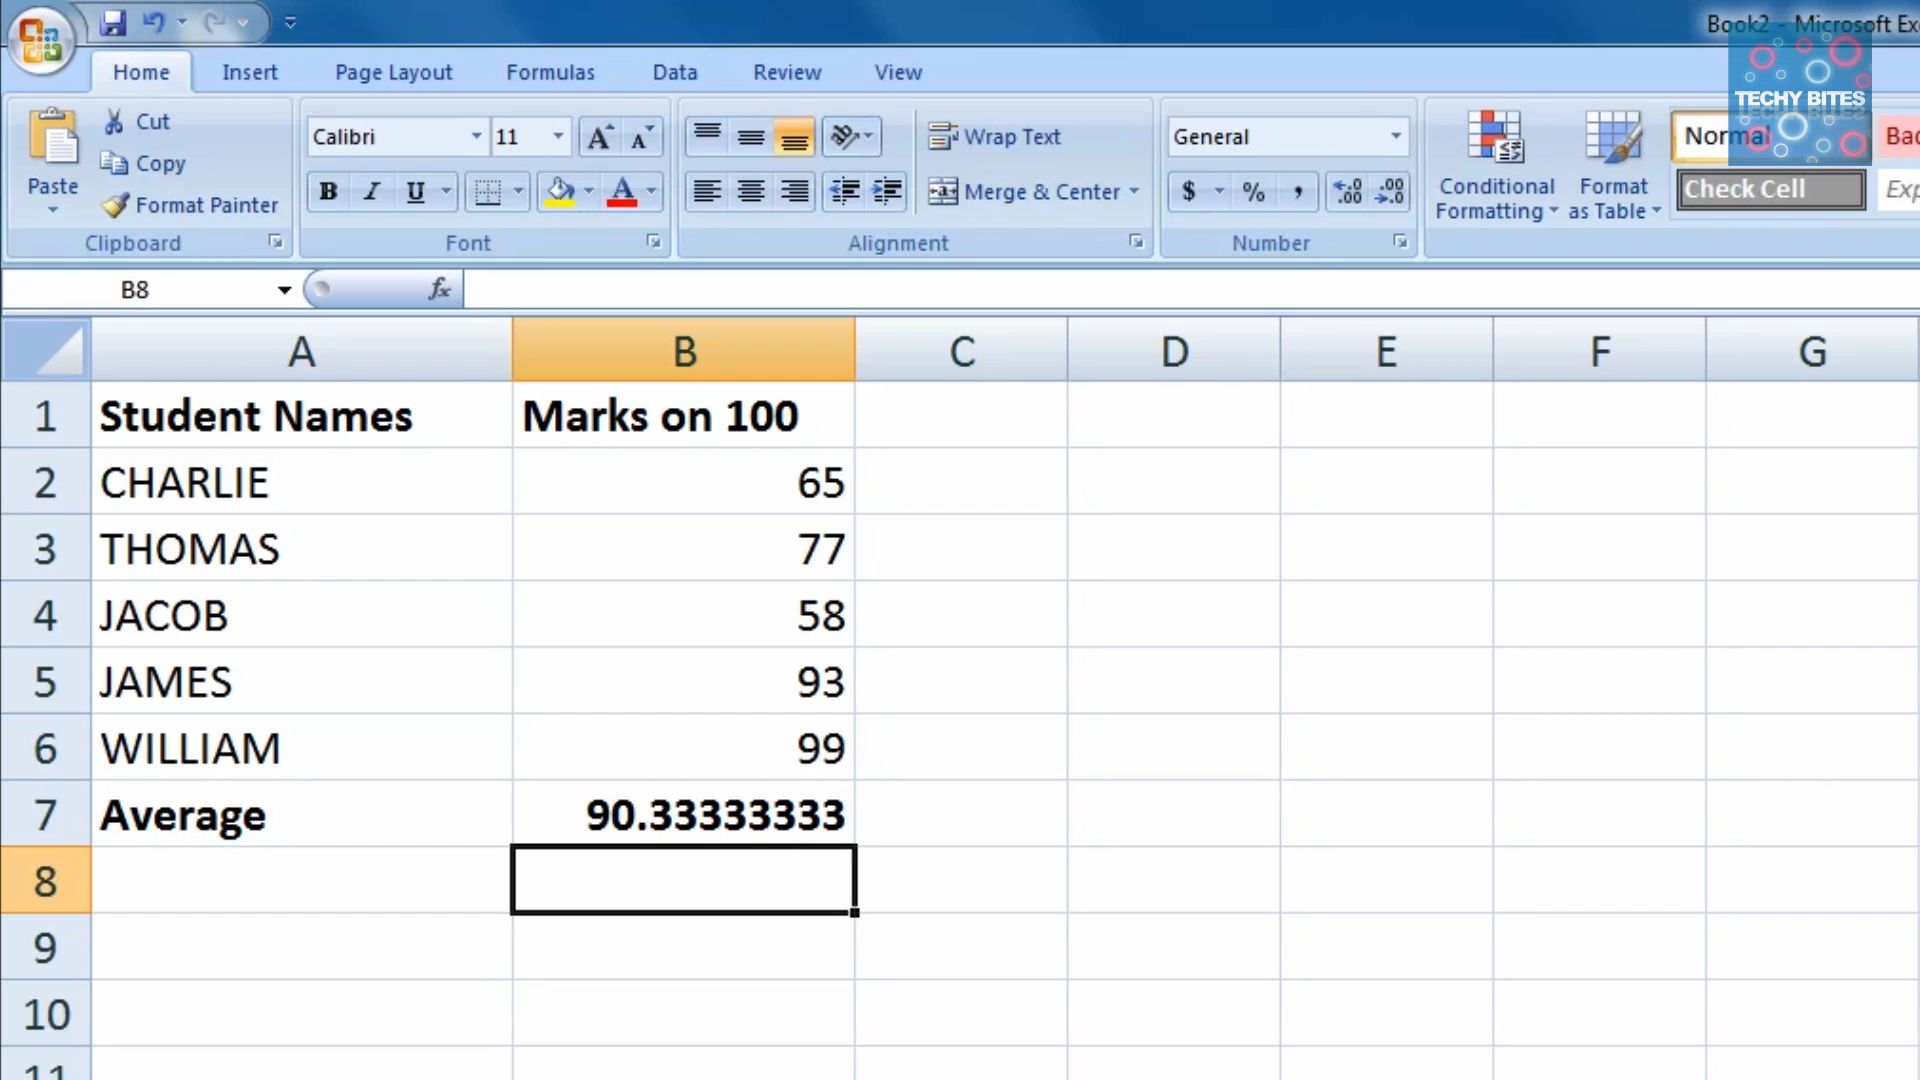 Book2 - Microsoft Exc
TECHY BITES
Home Insert Page Layout Formulas Data Review View
Cut
Copy
Format Painter
Paste
Clipboard
Calibri 11
B I U A
Font
Wrap Text
Merge & Center
Alignment
General
$ % ,
Number
Conditional
Formatting
Format
as Table
Normal
Check Cell
B8 fx
A B C D E F G
1 Student Names Marks on 100
2 CHARLIE 65
3 THOMAS 77
4 JACOB 58
5 JAMES 93
6 WILLIAM 99
7 Average 90.33333333
8
9
10
11